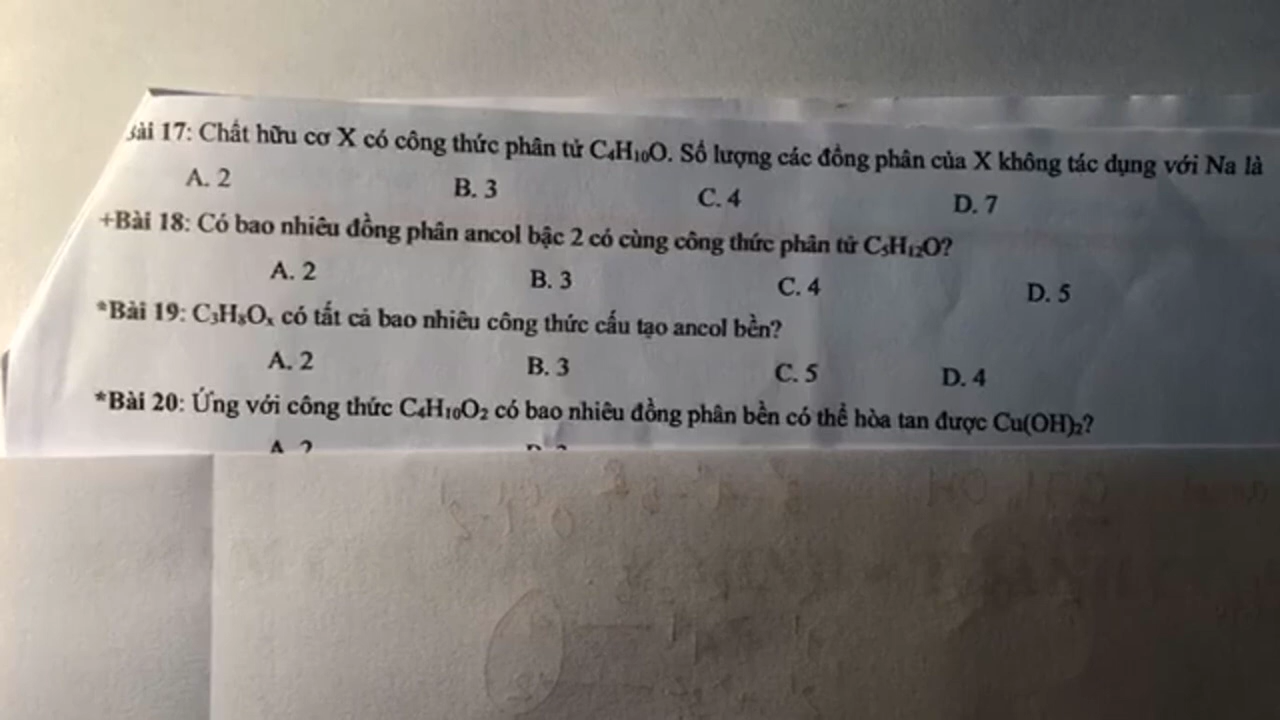 Bài 17: Chất hữu cơ X có công thức phân tử C₄H₁₀O. Số lượng các đồng phân của X không tác dụng với Na là
A. 2 B. 3 C. 4 D. 7
+Bài 18: Có bao nhiêu đồng phân ancol bậc 2 có cùng công thức phân tử C₅H₁₂O?
A. 2 B. 3 C. 4 D. 5
*Bài 19: C₃H₈Oₓ có tất cả bao nhiêu công thức cấu tạo ancol bền?
A. 2 B. 3 C. 5 D. 4
*Bài 20: Ứng với công thức C₄H₁₀O₂ có bao nhiêu đồng phân bền có thể hòa tan được Cu(OH)₂?